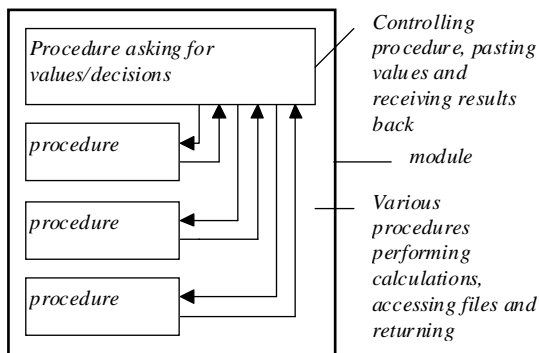 Procedure asking for
values/decisions
procedure
procedure
procedure
Controlling
procedure, pasting
values and
receiving results
back
module
Various
procedures
performing
calculations,
accessing files and
returning